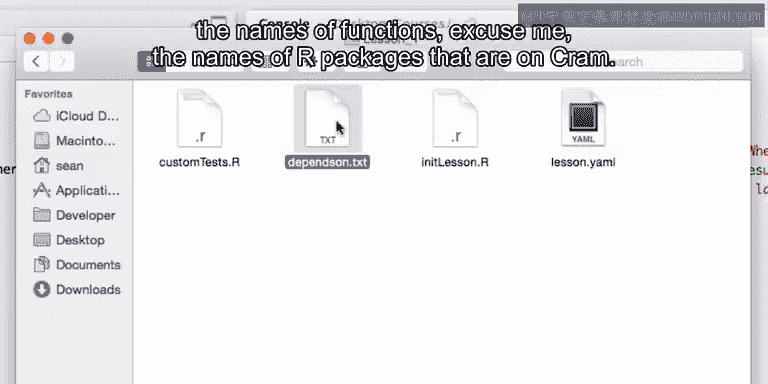 the names of functions, excuse me,
the names of R packages that are on Cram.
Favorites
iCloud D...
Macinto...
sean
Applicati...
Developer
Desktop
Documents
Downloads
.r
customTests.R
TXT
dependson.txt
.r
initLesson.R
YAML
lesson.yaml